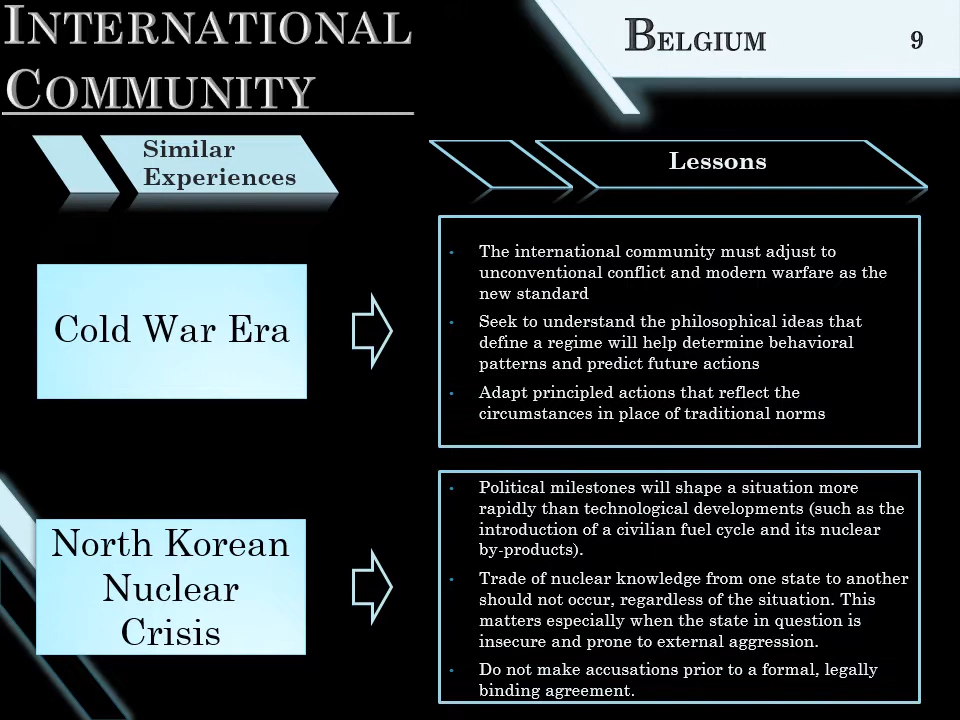 INTERNATIONAL
COMMUNITY
BELGIUM
9
Similar
Experiences
Lessons
Cold War Era
• The international community must adjust to
unconventional conflict and modern warfare as the
new standard
• Seek to understand the philosophical ideas that
define a regime will help determine behavioral
patterns and predict future actions
• Adapt principled actions that reflect the
circumstances in place of traditional norms
North Korean
Nuclear
Crisis
• Political milestones will shape a situation more
rapidly than technological developments (such as the
introduction of a civilian fuel cycle and its nuclear
by-products).
• Trade of nuclear knowledge from one state to another
should not occur, regardless of the situation. This
matters especially when the state in question is
insecure and prone to external aggression.
• Do not make accusations prior to a formal, legally
binding agreement.